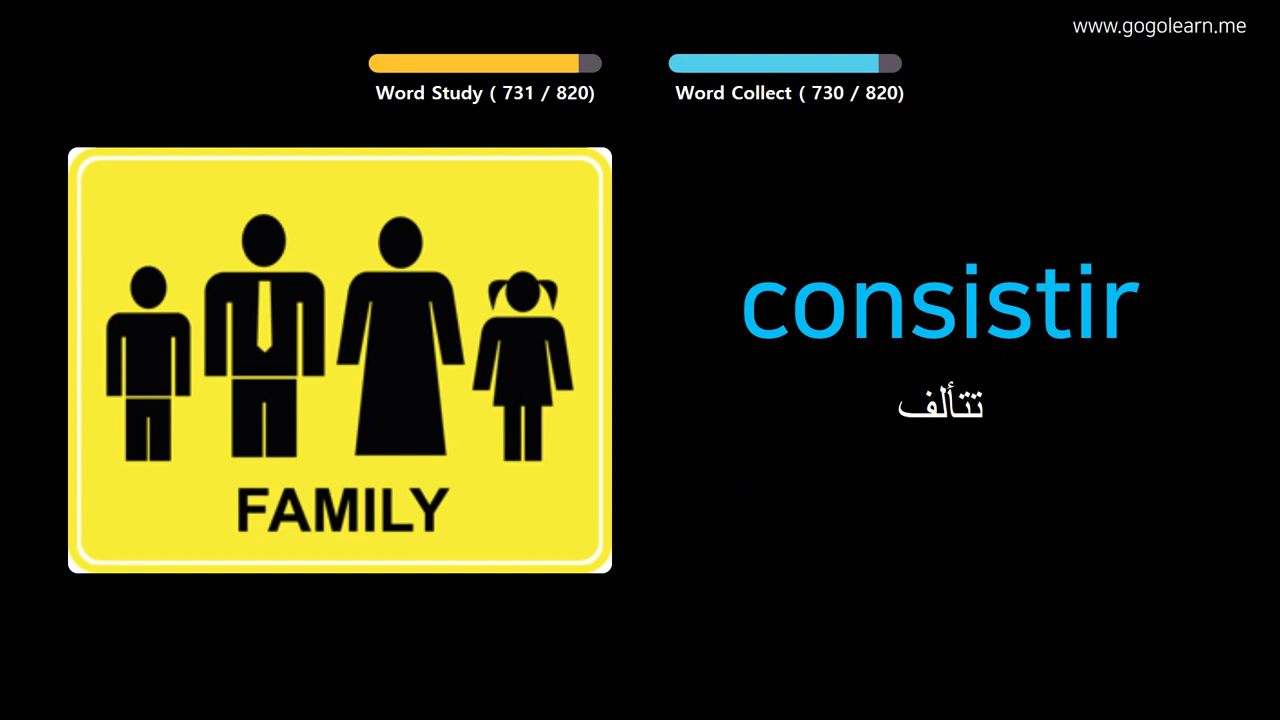 www.gogolearn.me
Word Study ( 731 / 820)
Word Collect ( 730 / 820)
consistir
تتألف
FAMILY